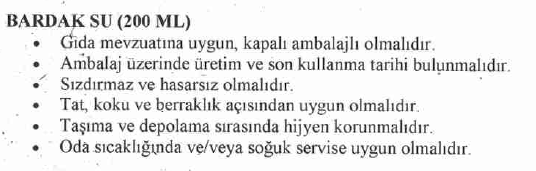 BARDAK SU (200 ML)
• Gıda mevzuatına uygun, kapalı ambalajlı olmalıdır.
• Ambalaj üzerinde üretim ve son kullanma tarihi bulunmalıdır.
• Sızdırmaz ve hasarsız olmalıdır.
• Tat, koku ve berraklık açısından uygun olmalıdır.
• Taşıma ve depolama sırasında hijyen korunmalıdır.
• Oda sıcaklığında ve/veya soğuk servise uygun olmalıdır.